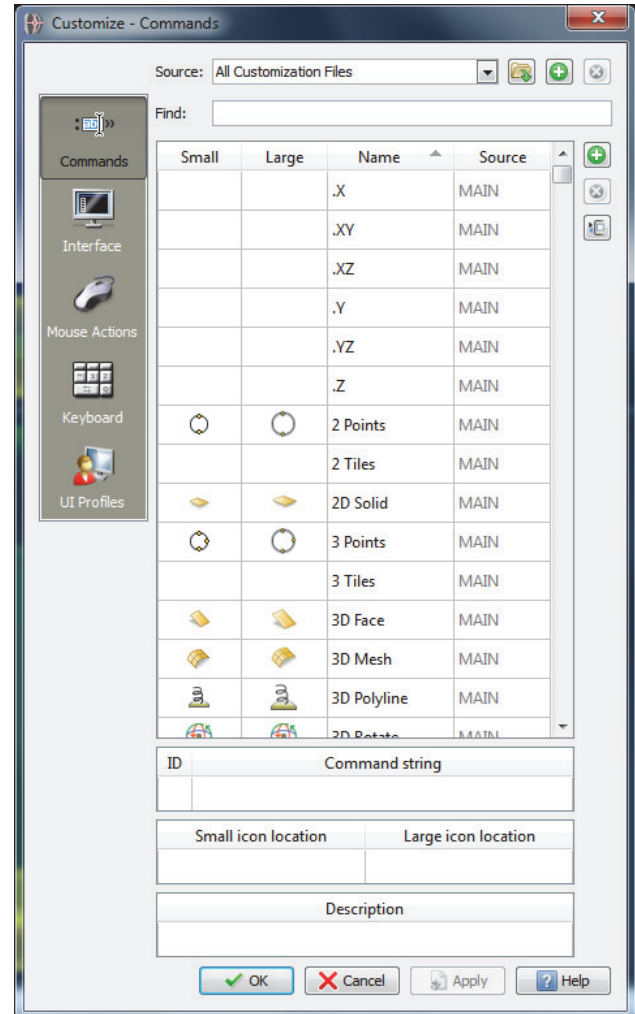 Customize - Commands
Source: All Customization Files
Find:
Commands
Interface
Mouse Actions
Keyboard
UI Profiles
Small Large Name Source
.X MAIN
.XY MAIN
.XZ MAIN
.Y MAIN
.YZ MAIN
.Z MAIN
2 Points MAIN
2 Tiles MAIN
2D Solid MAIN
3 Points MAIN
3 Tiles MAIN
3D Face MAIN
3D Mesh MAIN
3D Polyline MAIN
3D Rotate MAIN
ID Command string
Small icon location Large icon location
Description
OK Cancel Apply Help